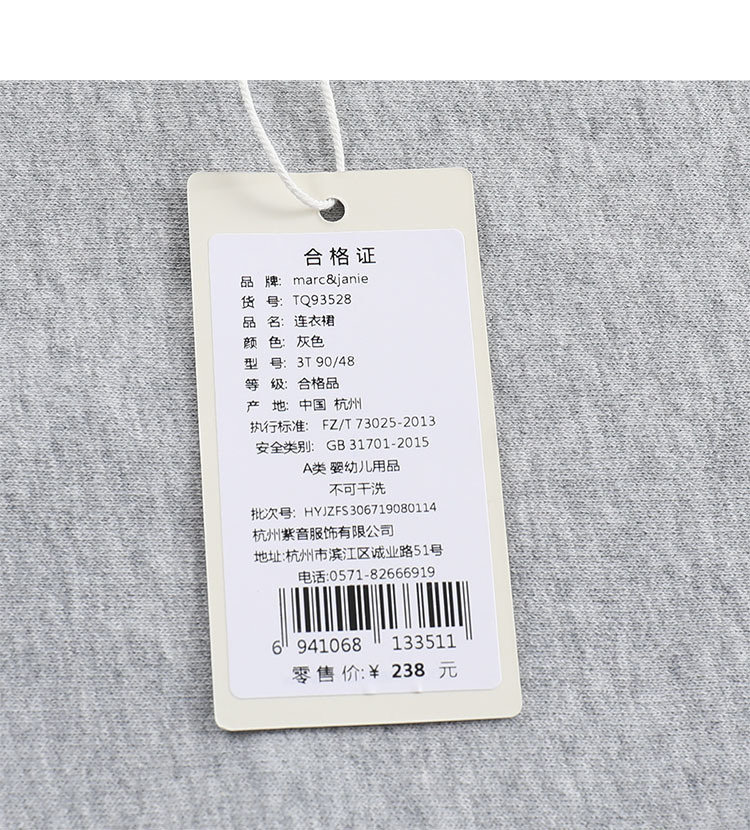 合格证
品 牌: marc&janie
货 号: TQ93528
品 名: 连衣裙
颜 色: 灰色
型 号: 3T 90/48
等 级: 合格品
产 地: 中国 杭州
执行标准: FZ/T 73025-2013
安全类别: GB 31701-2015
A类 婴幼儿用品
不可干洗
批次号: HYJZFS306719080114
杭州紫音服饰有限公司
地址:杭州市滨江区诚业路51号
电话:0571-82666919
6 941068 133511
零售价:¥ 238 元